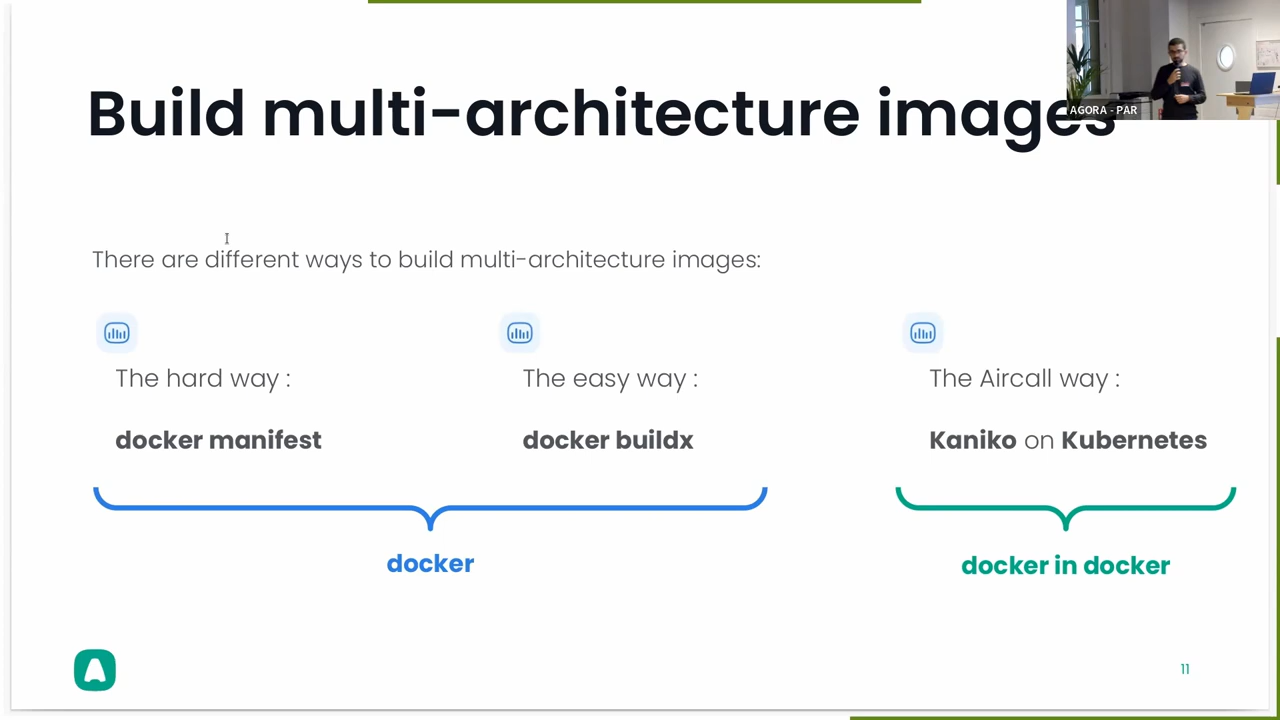 Build multi-architecture images
AGORA - PAR
There are different ways to build multi-architecture images:
The hard way :
docker manifest
The easy way :
docker buildx
The Aircall way :
Kaniko on Kubernetes
docker
docker in docker
11